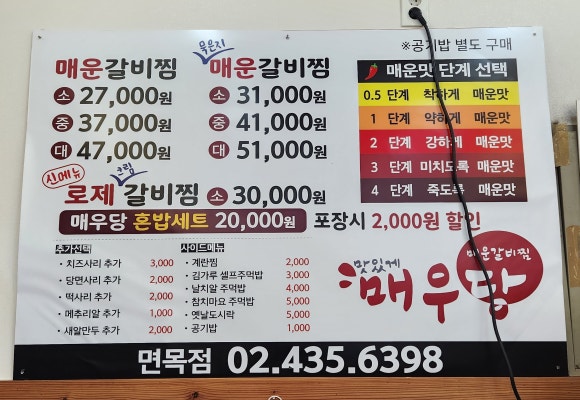 ※공기밥 별도 구매
매운갈비찜
소 27,000원
중 37,000원
대 47,000원
묵은지
매운갈비찜
소 31,000원
중 41,000원
대 51,000원
매운맛 단계 선택
0.5 단계 착하게 매운맛
1 단계 약하게 매운맛
2 단계 강하게 매운맛
3 단계 미치도록 매운맛
4 단계 죽도록 매운맛
신메뉴
크림
로제 갈비찜 소 30,000원
매우당 혼밥세트 20,000원 포장시 2,000원 할인
추가선택
· 치즈사리 추가 3,000
· 당면사리 추가 2,000
· 떡사리 추가 2,000
· 메추리알 추가 1,000
· 새알만두 추가 2,000
사이드메뉴
· 계란찜 2,000
· 김가루 셀프주먹밥 3,000
· 날치알 주먹밥 4,000
· 참치마요 주먹밥 5,000
· 옛날도시락 5,000
· 공기밥 1,000
맛있게
매우당
매운갈비찜
면목점 02.435.6398